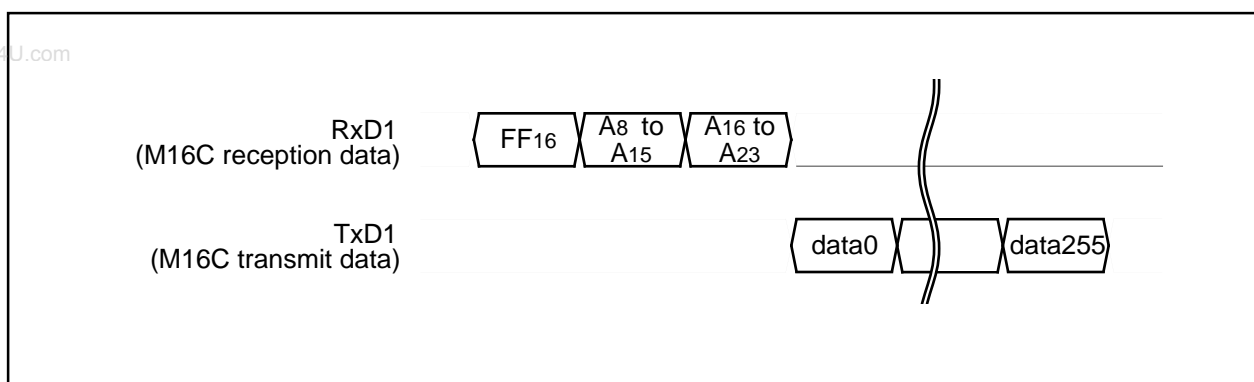 4U.com
RxD1
(M16C reception data)
FF16
A8 to
A15
A16 to
A23
TxD1
(M16C transmit data)
data0
data255